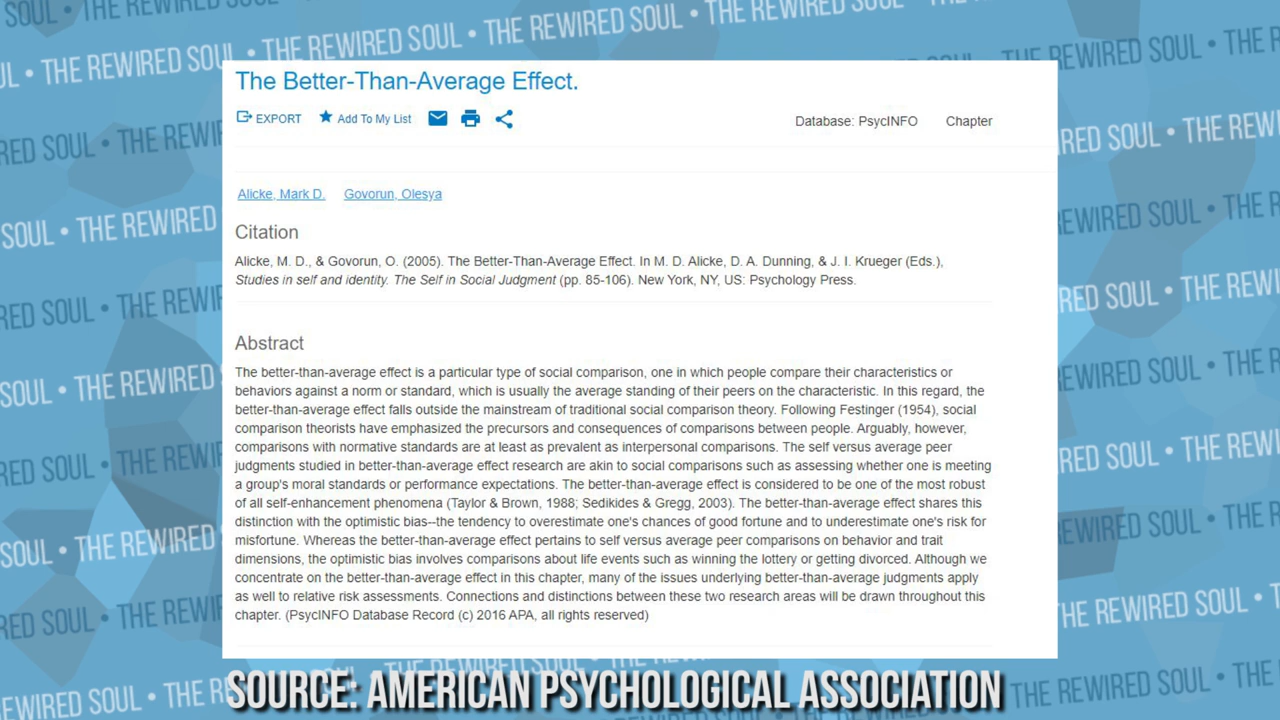 UL • THE REWIRED SOUL • THE REWIRED SOUL • THE REWIRED SOUL • THE REWIRED SOUL
The Better-Than-Average Effect.
EXPORT Add To My List
Database: PsycINFO Chapter
Alicke, Mark D. Govorun, Olesya
Citation
Alicke, M. D., & Govorun, O. (2005). The Better-Than-Average Effect. In M. D. Alicke, D. A. Dunning, & J. I. Krueger (Eds.),
Studies in self and identity. The Self in Social Judgment (pp. 85-106). New York, NY, US: Psychology Press.
Abstract
The better-than-average effect is a particular type of social comparison, one in which people compare their characteristics or
behaviors against a norm or standard, which is usually the average standing of their peers on the characteristic. In this regard, the
better-than-average effect falls outside the mainstream of traditional social comparison theory. Following Festinger (1954), social
comparison theorists have emphasized the precursors and consequences of comparisons between people. Arguably, however,
comparisons with normative standards are at least as prevalent as interpersonal comparisons. The self versus average peer
judgments studied in better-than-average effect research are akin to social comparisons such as assessing whether one is meeting
a group's moral standards or performance expectations. The better-than-average effect is considered to be one of the most robust
of all self-enhancement phenomena (Taylor & Brown, 1988; Sedikides & Gregg, 2003). The better-than-average effect shares this
distinction with the optimistic bias--the tendency to overestimate one's chances of good fortune and to underestimate one's risk for
misfortune. Whereas the better-than-average effect pertains to self versus average peer comparisons on behavior and trait
dimensions, the optimistic bias involves comparisons about life events such as winning the lottery or getting divorced. Although we
concentrate on the better-than-average effect in this chapter, many of the issues underlying better-than-average judgments apply
as well to relative risk assessments. Connections and distinctions between these two research areas will be drawn throughout this
chapter. (PsycINFO Database Record (c) 2016 APA, all rights reserved)
SOURCE: AMERICAN PSYCHOLOGICAL ASSOCIATION